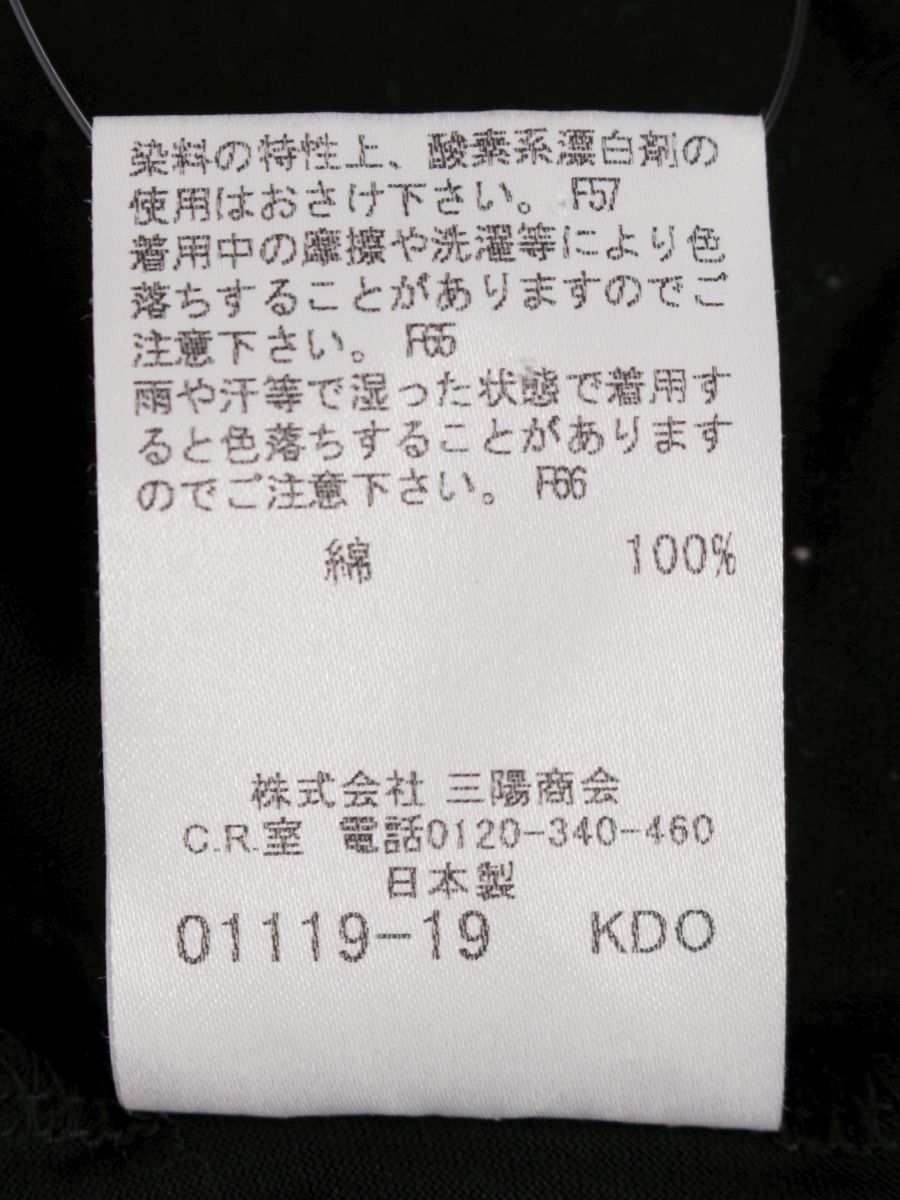 染料の特性上、酸素系漂白剤の
使用はおさけ下さい。 F57
着用中の摩擦や洗濯等により色
落ちすることがありますのでご
注意下さい。 F65
雨や汗等で湿った状態で着用す
ると色落ちすることがあります
のでご注意下さい。 F66
綿 100%
株式会社 三陽商会
C.R.室 電話0120-340-460
日本製
01119-19 KDO